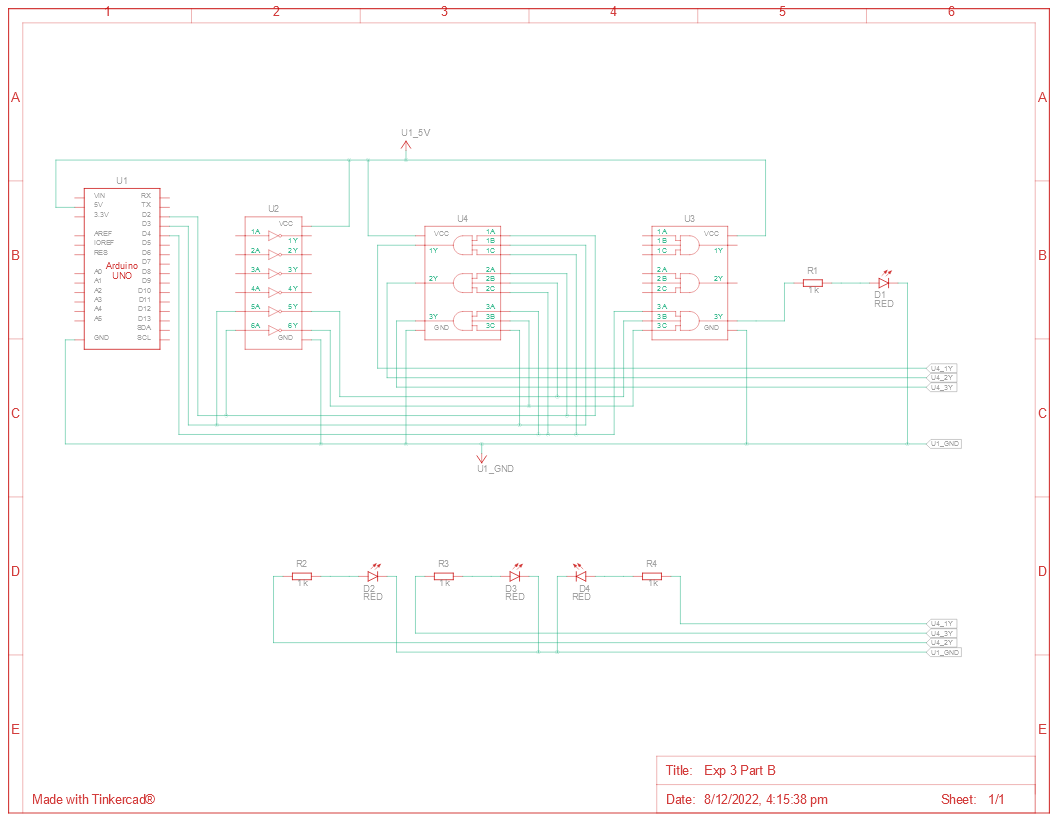 1 2 3 4 5 6
A A
U1_5V
U1
VIN RX
5V TX
3.3V D2
D3
AREF D4
IOREF D5
RES D6
D7
A0 D8
A1 D9
A2 D10
A3 D11
A4 D12
A5 D13
SDA
GND SCL
Arduino
UNO
U2
VCC
1A 1Y
2A 2Y
3A 3Y
4A 4Y
5A 5Y
6A 6Y
GND
U4
VCC 1A
1B
1Y 1C
2A
2Y 2B
2C
3A
3Y 3B
GND 3C
U3
1A VCC
1B
1C 1Y
2A
2B 2Y
2C
3A
3B 3Y
3C GND
R1
1k
D1
RED
B B
U4_1Y
U4_2Y
U4_3Y
C C
U1_GND
U1_GND
R2
1k
D2
RED
R3
1k
D3
RED
D4
RED
R4
1k
D D
U4_1Y
U4_3Y
U4_2Y
U1_GND
E E
Title: Exp 3 Part B
Made with Tinkercad®
Date: 8/12/2022, 4:15:38 pm Sheet: 1/1